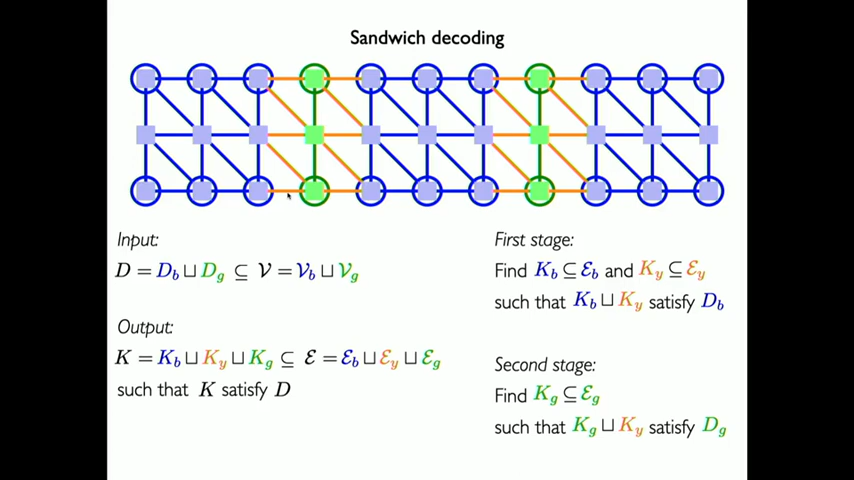 Sandwich decoding
Input:
D = D_b ⊔ D_g ⊆ 𝒱 = 𝒱_b ⊔ 𝒱_g
Output:
K = K_b ⊔ K_y ⊔ K_g ⊆ ℰ = ℰ_b ⊔ ℰ_y ⊔ ℰ_g
such that K satisfy D
First stage:
Find K_b ⊆ ℰ_b and K_y ⊆ ℰ_y
such that K_b ⊔ K_y satisfy D_b
Second stage:
Find K_g ⊆ ℰ_g
such that K_g ⊔ K_y satisfy D_g